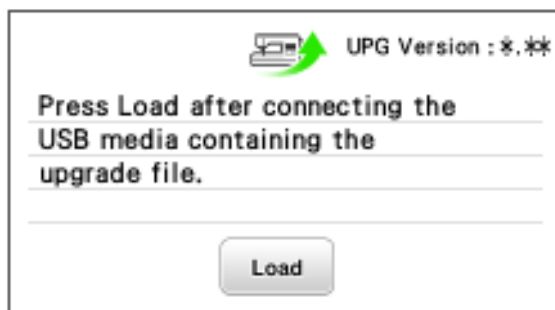 UPG Version : *.**
Press Load after connecting the
USB media containing the
upgrade file.
Load